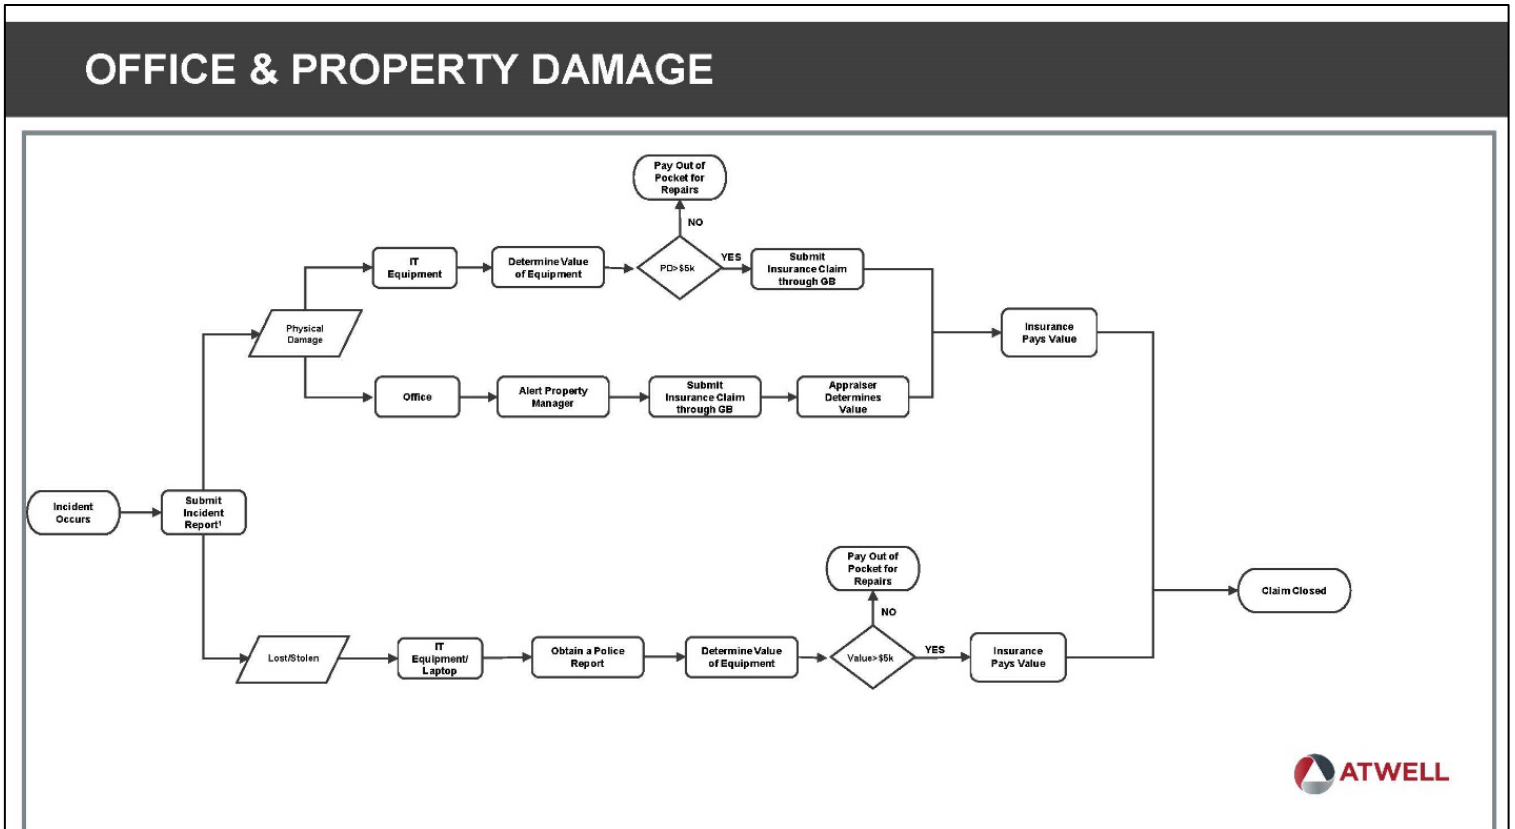 OFFICE & PROPERTY DAMAGE
Pay Out of
Pocket for
Repairs
NO
IT
Equipment
Determine Value
of Equipment
PD>$5k
YES
Submit
Insurance Claim
through GB
Physical
Damage
Insurance
Pays Value
Office
Alert Property
Manager
Submit
Insurance Claim
through GB
Appraiser
Determines
Value
Incident
Occurs
Submit
Incident
Report¹
Pay Out of
Pocket for
Repairs
NO
Claim Closed
Lost/Stolen
IT
Equipment/
Laptop
Obtain a Police
Report
Determine Value
of Equipment
Value>$5k
YES
Insurance
Pays Value
ATWELL